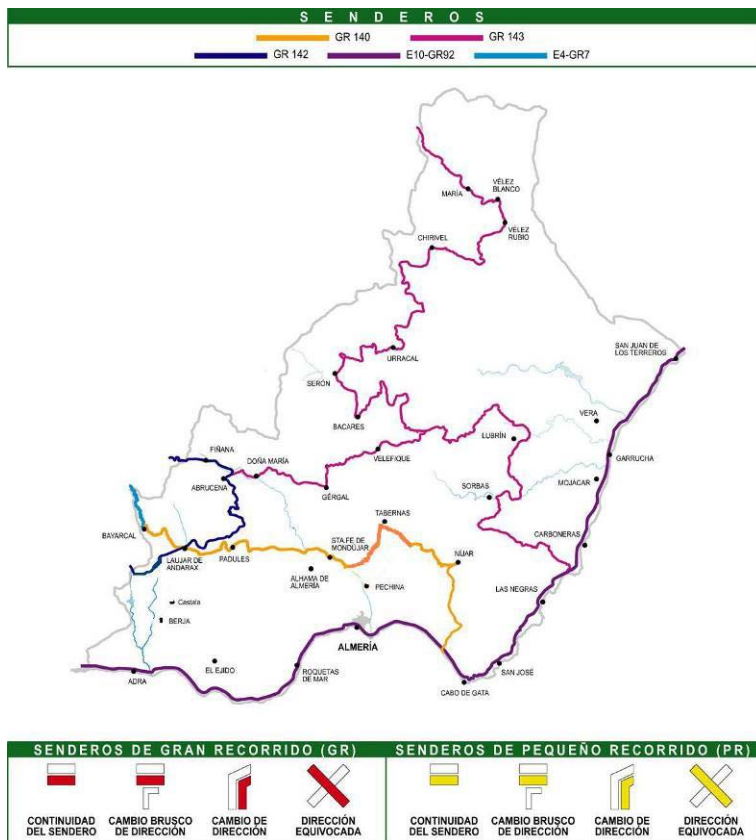 SENDEROS
GR 140
GR 143
GR 142
E10-GR92
E4-GR7
MARÍA
VÉLEZ
BLANCO
VÉLEZ
RUBIO
CHIRIVEL
SAN JUAN DE
LOS TERREROS
URRACAL
SERÓN
BACARES
VERA
LUBRÍN
FIÑANA
DOÑA MARÍA
VELEFIQUE
GARRUCHA
ABRUCENA
GÉRGAL
SORBAS
MOJACAR
TABERNAS
BAYARCAL
STA.FE DE
MONDÚJAR
CARBONERAS
LAUJAR DE
ANDARAX
PADULES
NIJAR
ALHAMA DE
ALMERÍA
PECHINA
LAS NEGRAS
Castala
BERJA
ALMERÍA
EL EJIDO
ROQUETAS
DE MAR
SAN JOSÉ
ADRA
CABO DE GATA
SENDEROS DE GRAN RECORRIDO (GR)
CONTINUIDAD
DEL SENDERO
CAMBIO BRUSCO
DE DIRECCIÓN
CAMBIO DE
DIRECCIÓN
DIRECCIÓN
EQUIVOCADA
SENDEROS DE PEQUEÑO RECORRIDO (PR)
CONTINUIDAD
DEL SENDERO
CAMBIO BRUSCO
DE DIRECCIÓN
CAMBIO DE
DIRECCIÓN
DIRECCIÓN
EQUIVOCADA